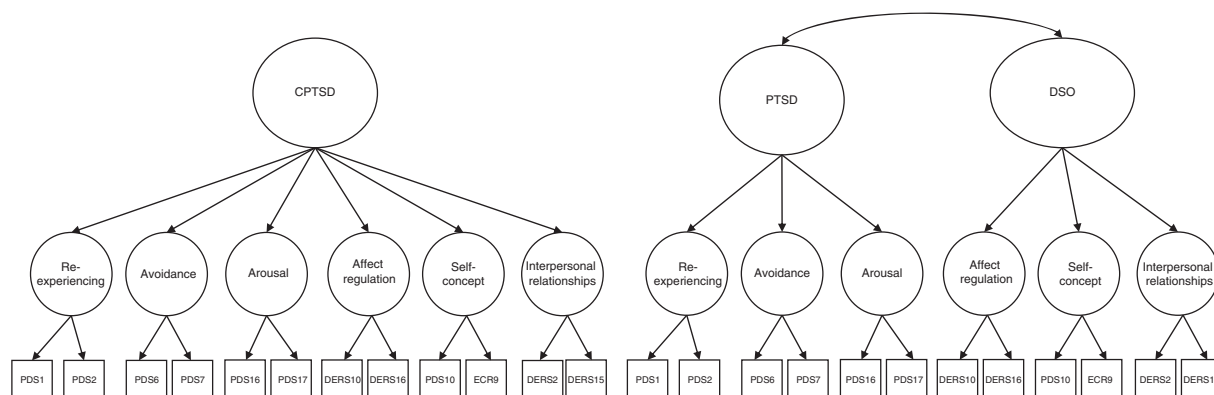 CPTSD
PTSD
DSO
Re-
experiencing
Avoidance
Arousal
Affect
regulation
Self-
concept
Interpersonal
relationships
Re-
experiencing
Avoidance
Arousal
Affect
regulation
Self-
concept
Interpersonal
relationships
PDS1
PDS2
PDS6
PDS7
PDS16
PDS17
DERS10
DERS16
PDS10
ECR9
DERS2
DERS15
PDS1
PDS2
PDS6
PDS7
PDS16
PDS17
DERS10
DERS16
PDS10
ECR9
DERS2